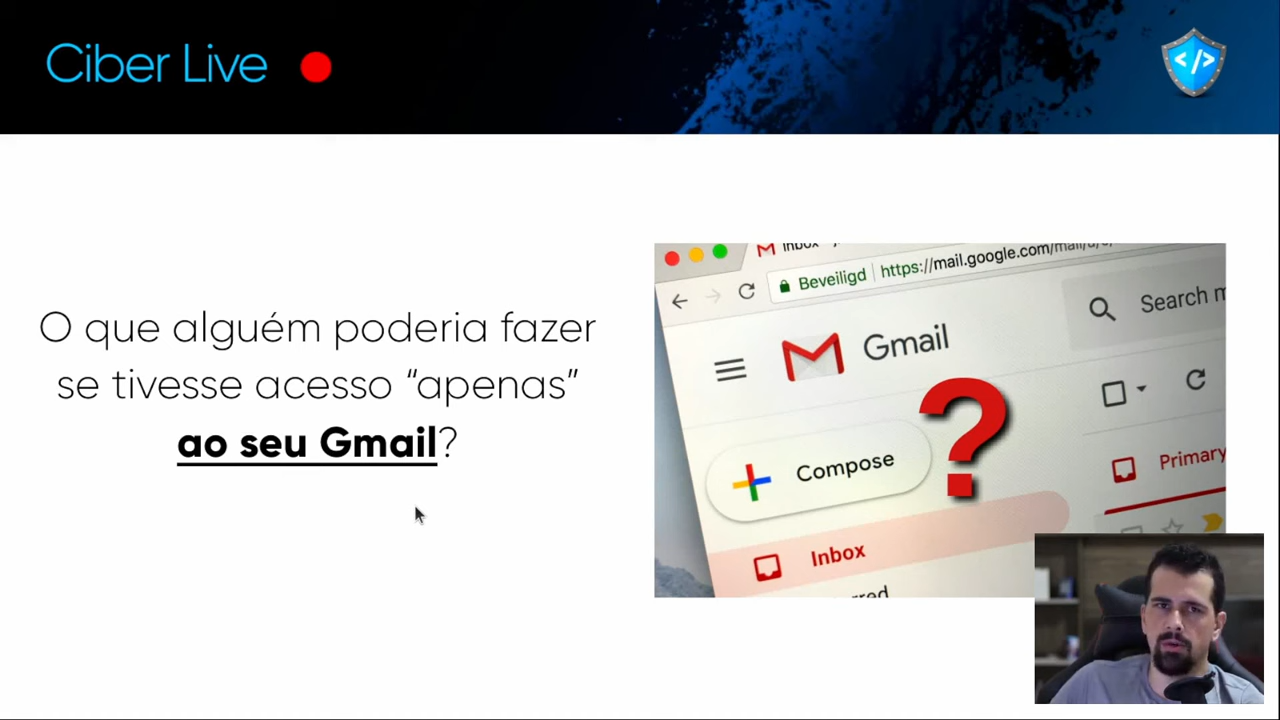 Ciber Live
</>
O que alguém poderia fazer
se tivesse acesso “apenas”
ao seu Gmail?
Inbox
Beveiligd https://mail.google.com/mail/u/
Gmail
Search m
?
Compose
Primary
Inbox